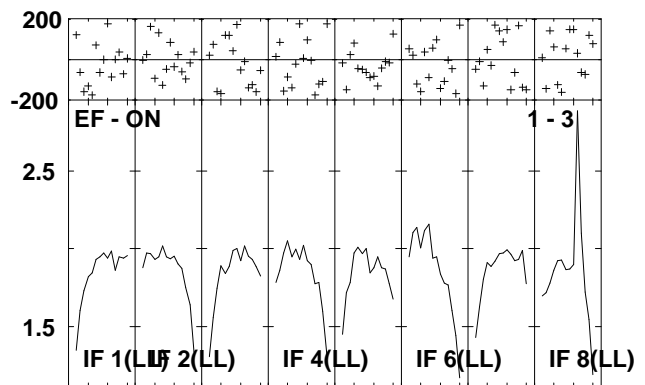 200
-200
EF - ON 1 - 3
2.5
1.5
IF 1(LL) IF 2(LL) IF 4(LL) IF 6(LL) IF 8(LL)